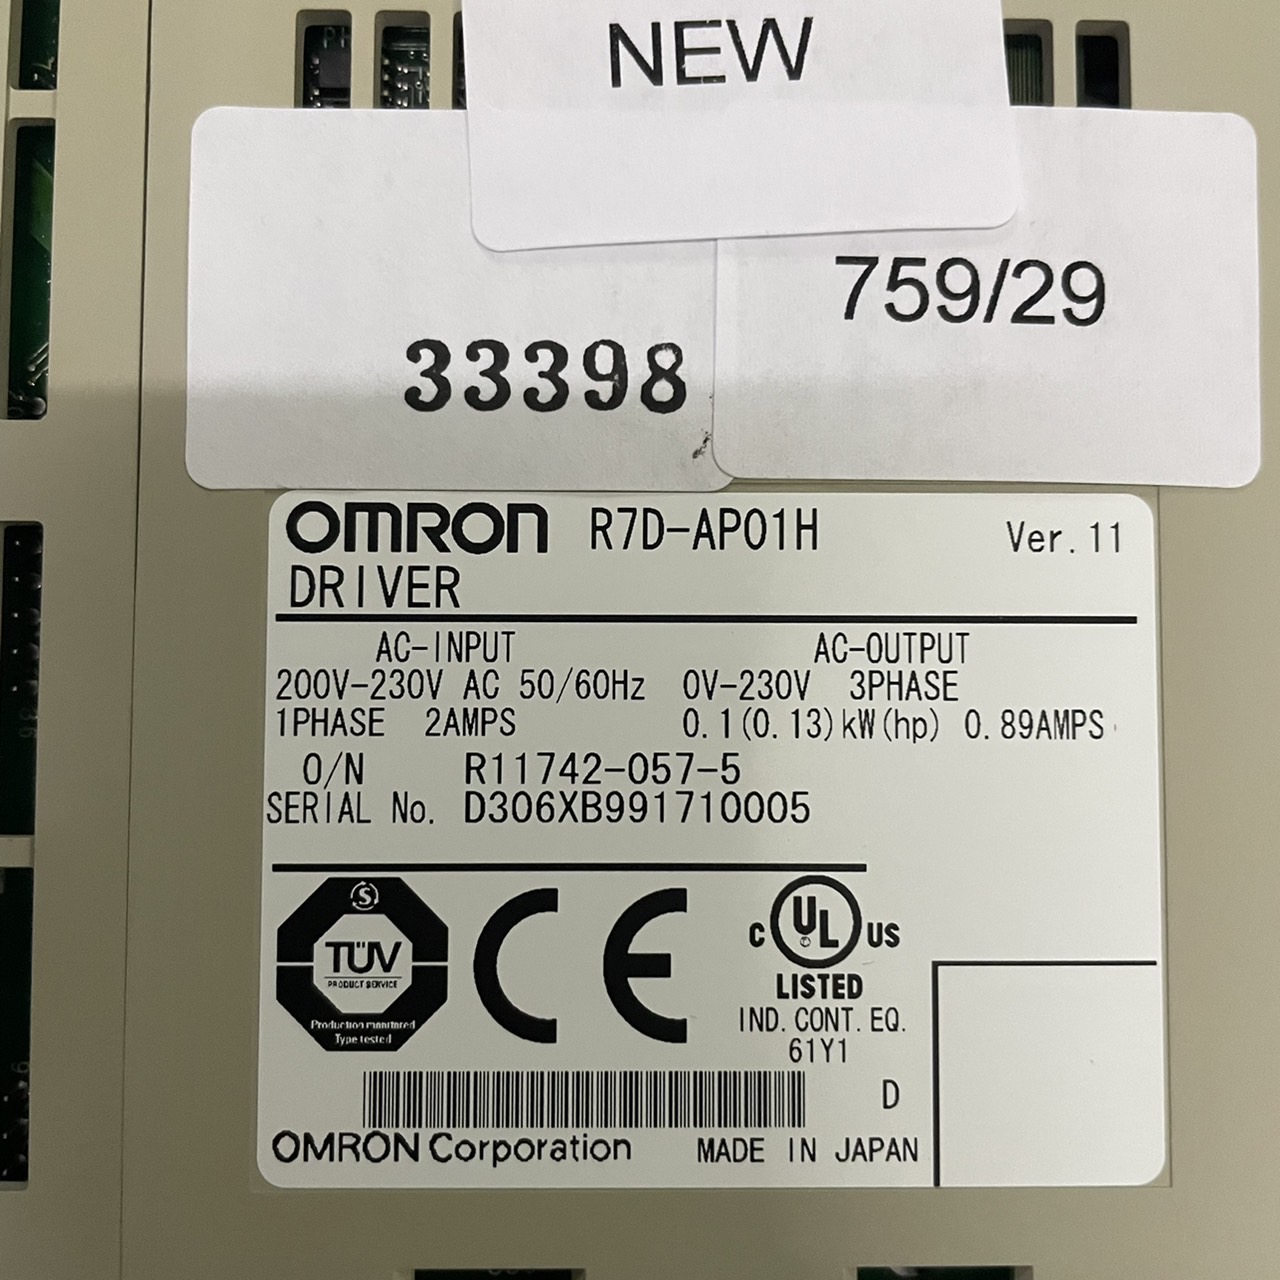 NEW
759/29
33398
OMRON R7D-AP01H Ver.11
DRIVER
AC-INPUT AC-OUTPUT
200V-230V AC 50/60Hz 0V-230V 3PHASE
1PHASE 2AMPS 0.1(0.13)kW(hp) 0.89AMPS
O/N R11742-057-5
SERIAL No. D306XB991710005
S
TÜV
PRODUCT SERVICE
Production monitored
Type tested
CE
C UL US
LISTED
IND. CONT. EQ.
61Y1
D
OMRON Corporation MADE IN JAPAN